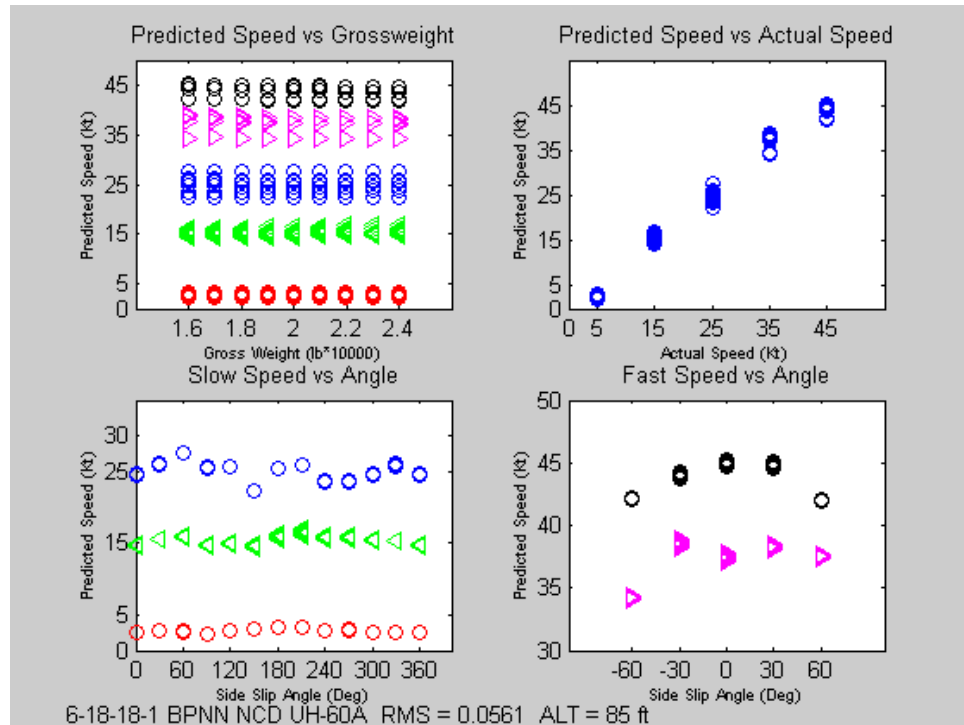 Predicted Speed vs Grossweight
Predicted Speed (Kt)
45
35
25
15
5
0
1.6 1.8 2 2.2 2.4
Gross Weight (lb*10000)
Predicted Speed vs Actual Speed
Predicted Speed (Kt)
45
35
25
15
5
0
0 5 15 25 35 45
Actual Speed (Kt)
Slow Speed vs Angle
Predicted Speed (Kt)
35
25
15
5
0
0 60 120 180 240 300 360
Side Slip Angle (Deg)
Fast Speed vs Angle
Predicted Speed (Kt)
50
45
40
35
30
-60 -30 0 30 60
Side Slip Angle (Deg)
6-18-18-1 BPNN NCD UH-60A RMS = 0.0561 ALT = 85 ft